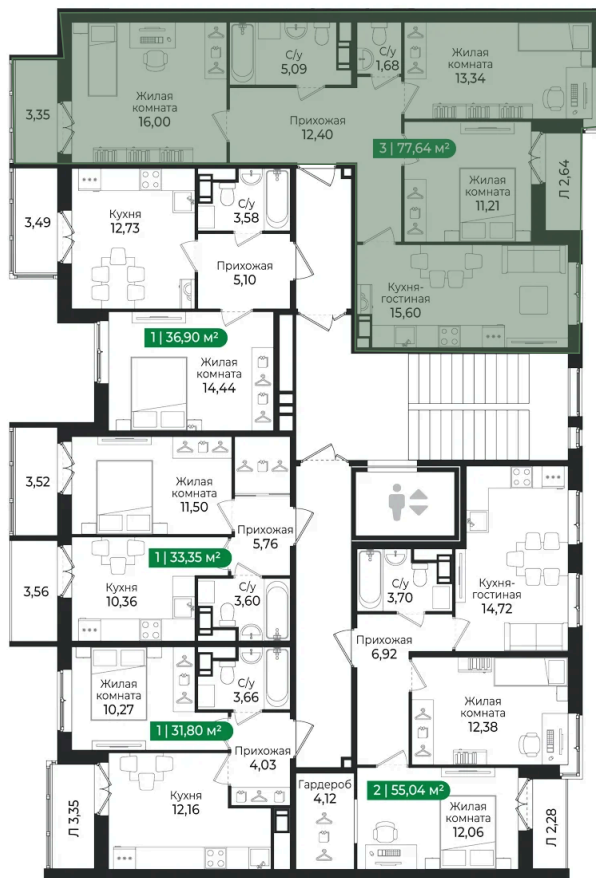 С/у
5,09
С/у
1,68
Жилая
комната
13,34
3,35
Жилая
комната
16,00
Прихожая
12,40
3 | 77,64 м²
Жилая
комната
11,21
Л 2,64
3,49
Кухня
12,73
С/у
3,58
Прихожая
5,10
Кухня-
гостиная
15,60
1 | 36,90 м²
Жилая
комната
14,44
3,52
Жилая
комната
11,50
Прихожая
5,76
1 | 33,35 м²
3,56
Кухня
10,36
С/у
3,60
С/у
3,70
Кухня-
гостиная
14,72
Прихожая
6,92
Жилая
комната
10,27
С/у
3,66
Жилая
комната
12,38
1 | 31,80 м²
Прихожая
4,03
Л 3,35
Кухня
12,16
Гардероб
4,12
2 | 55,04 м²
Жилая
комната
12,06
Л 2,28